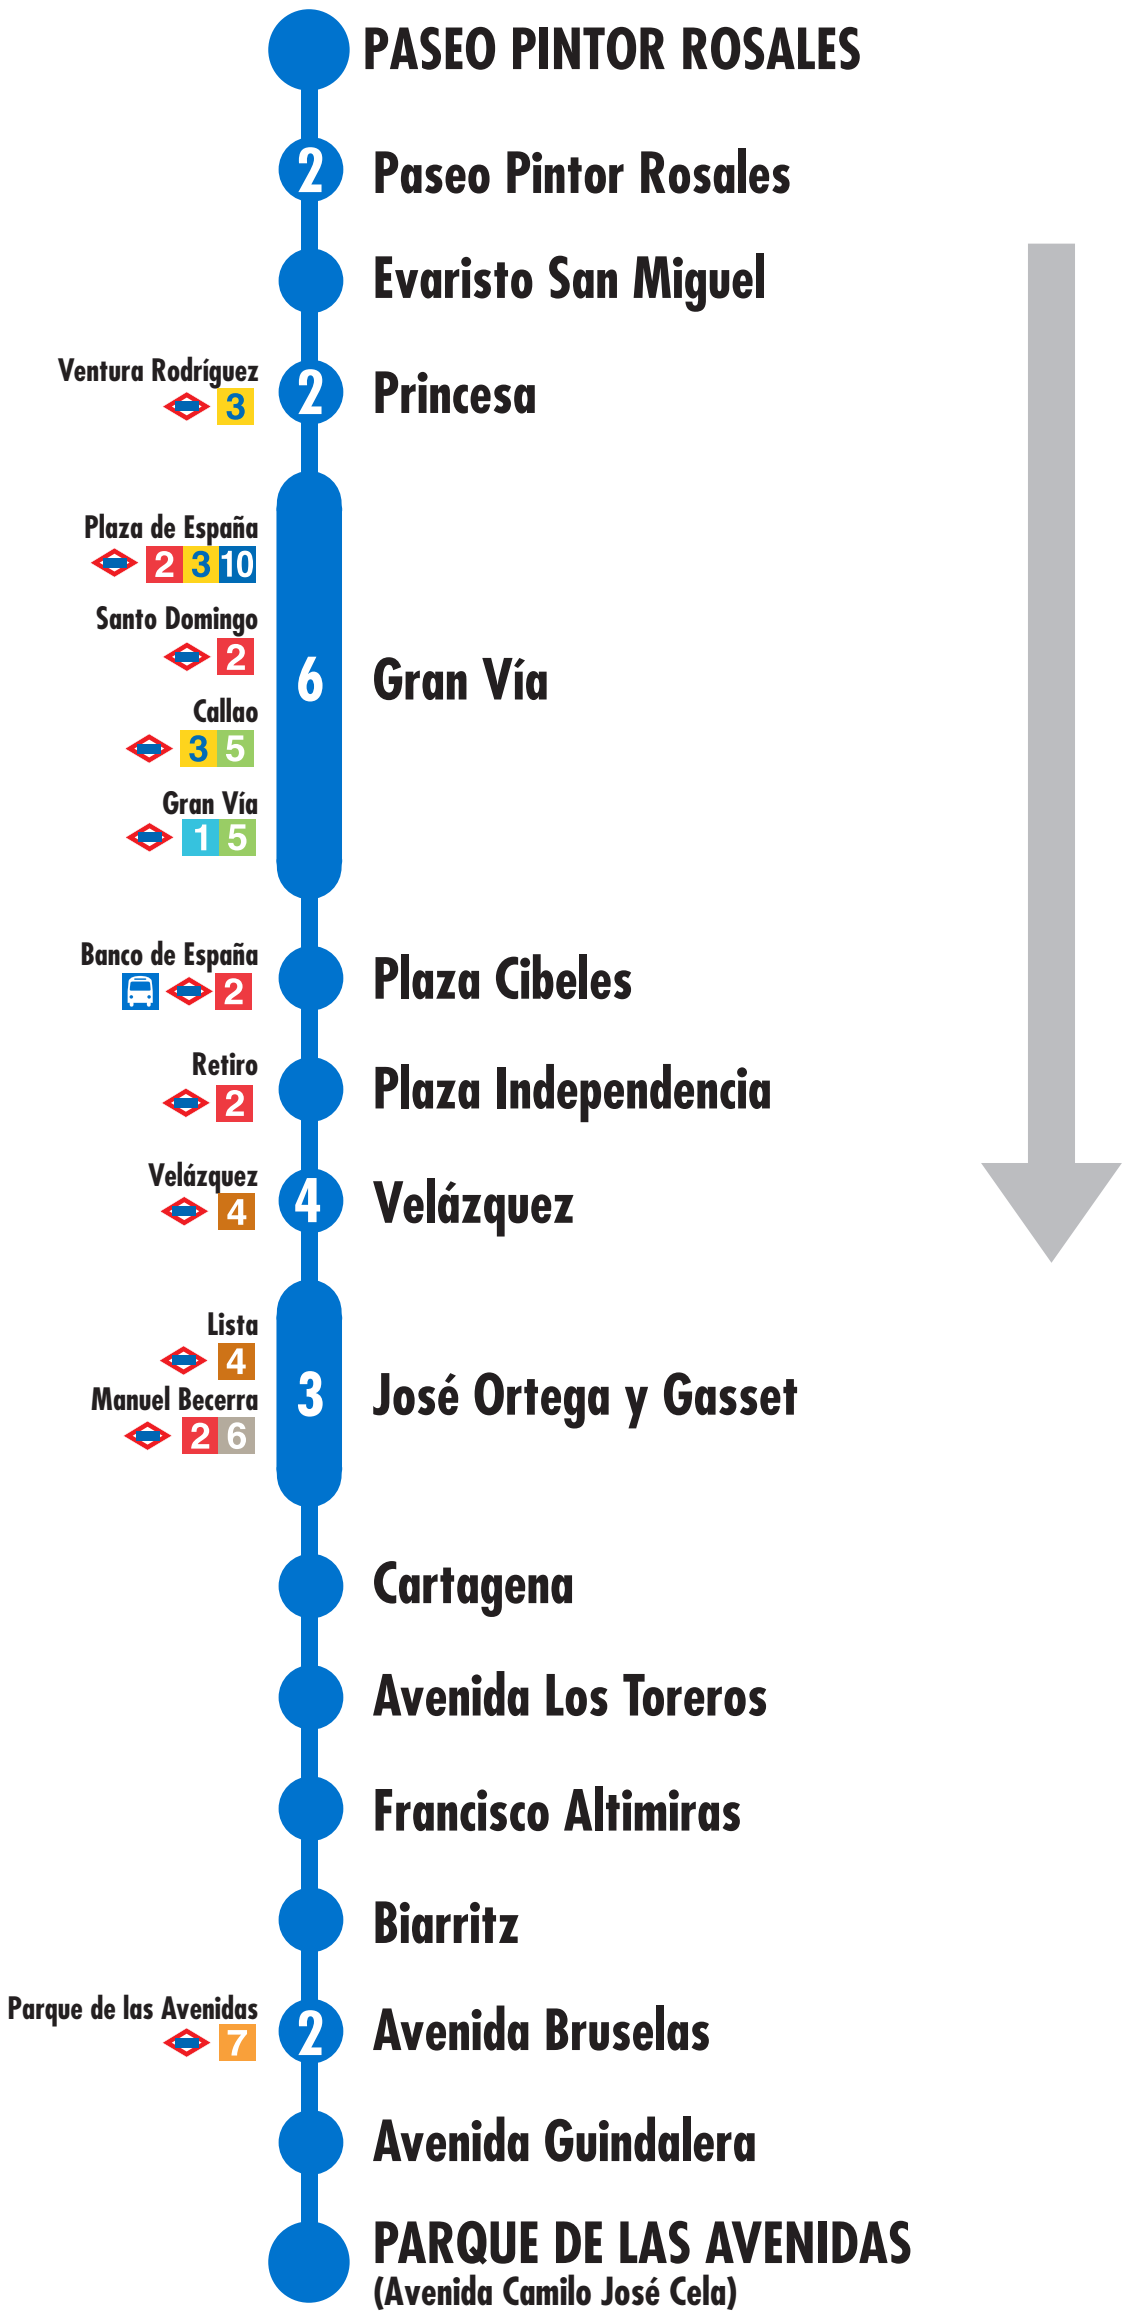 PASEO PINTOR ROSALES
2 Paseo Pintor Rosales
Evaristo San Miguel
Ventura Rodríguez
3
2 Princesa
Plaza de España
2 3 10
Santo Domingo
2
Callao
3 5
Gran Vía
1 5
6 Gran Vía
Banco de España
2
Plaza Cibeles
Retiro
2
Plaza Independencia
Velázquez
4
4 Velázquez
Lista
4
Manuel Becerra
2 6
3 José Ortega y Gasset
Cartagena
Avenida Los Toreros
Francisco Altimiras
Biarritz
Parque de las Avenidas
7
2 Avenida Bruselas
Avenida Guindalera
PARQUE DE LAS AVENIDAS
(Avenida Camilo José Cela)